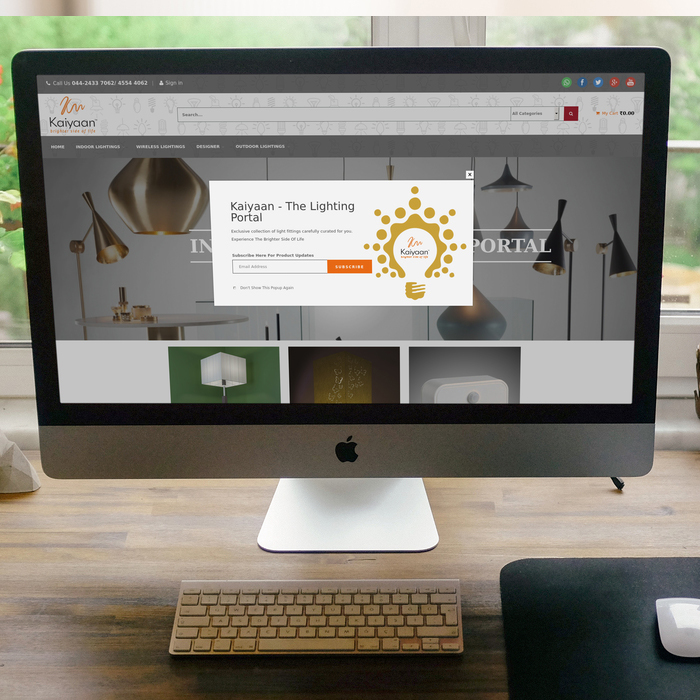 Call Us 044-2433 7062/ 4554 4062 | Sign In
Kaiyaan
brighter side of life
Search...
All Categories
My Cart ₹0.00
HOME INDOOR LIGHTINGS WIRELESS LIGHTINGS DESIGNER OUTDOOR LIGHTINGS
X
Kaiyaan - The Lighting
Portal
Exclusive collection of light fittings carefully curated for you.
Experience The Brighter Side Of Life
Subscribe Here For Product Updates
Email Address
SUBSCRIBE
Don't Show This Popup Again
Kaiyaan
brighter side of life
IN
PORTAL